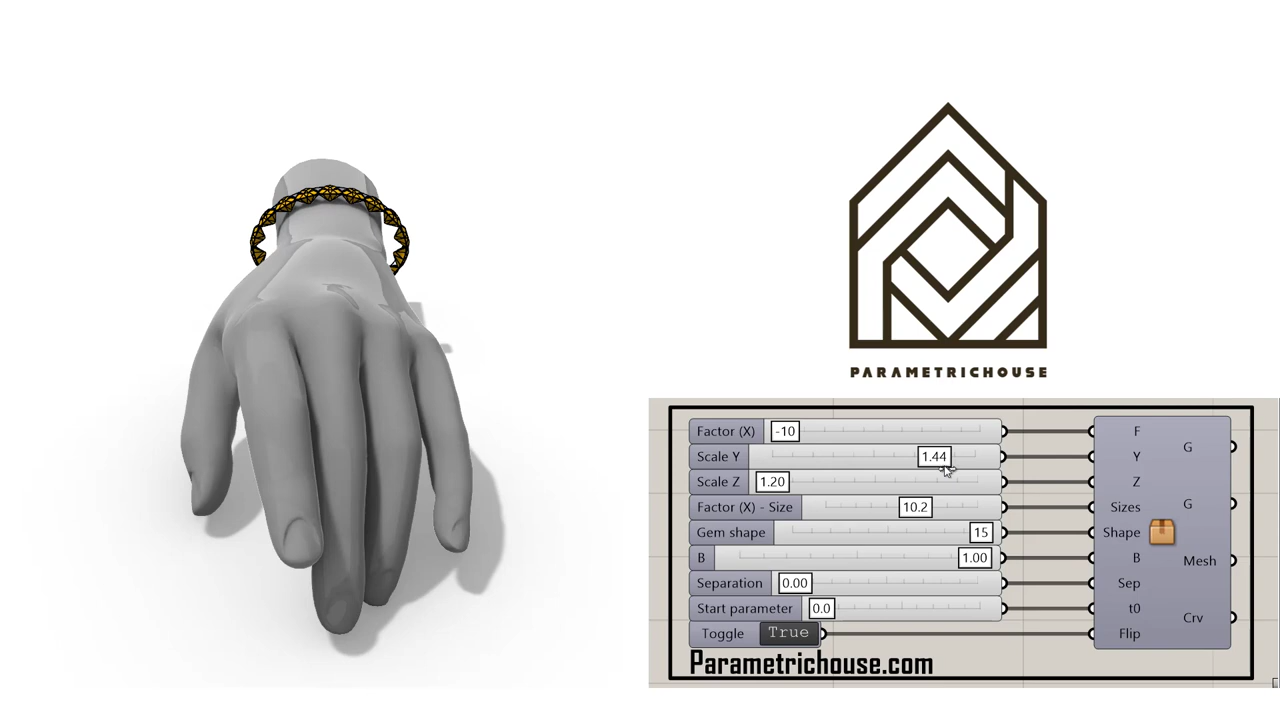 PARAMETRICHOUSE
Factor (X) -10 F
Scale Y 1.44 Y
G
Scale Z 1.20 Z
Factor (X) - Size 10.2 Sizes
G
Gem shape 15 Shape
B 1.00 B
Mesh
Separation 0.00 Sep
Start parameter 0.0 t0
Crv
Toggle True Flip
Parametrichouse.com